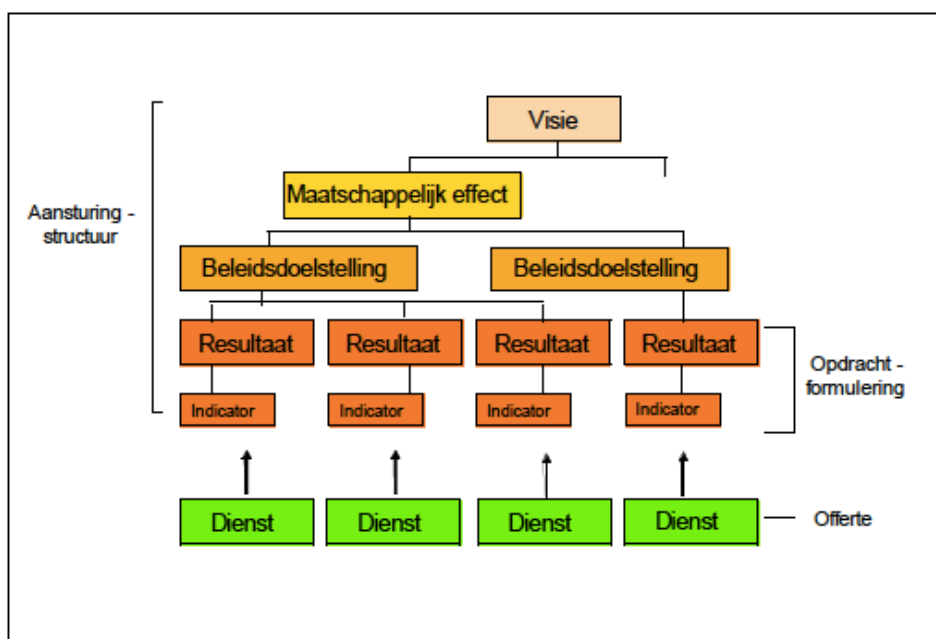 Visie
Maatschappelijk effect
Aansturing -
structuur
Beleidsdoelstelling
Beleidsdoelstelling
Resultaat
Resultaat
Resultaat
Resultaat
Opdracht -
formulering
Indicator
Indicator
Indicator
Indicator
Dienst
Dienst
Dienst
Dienst
Offerte